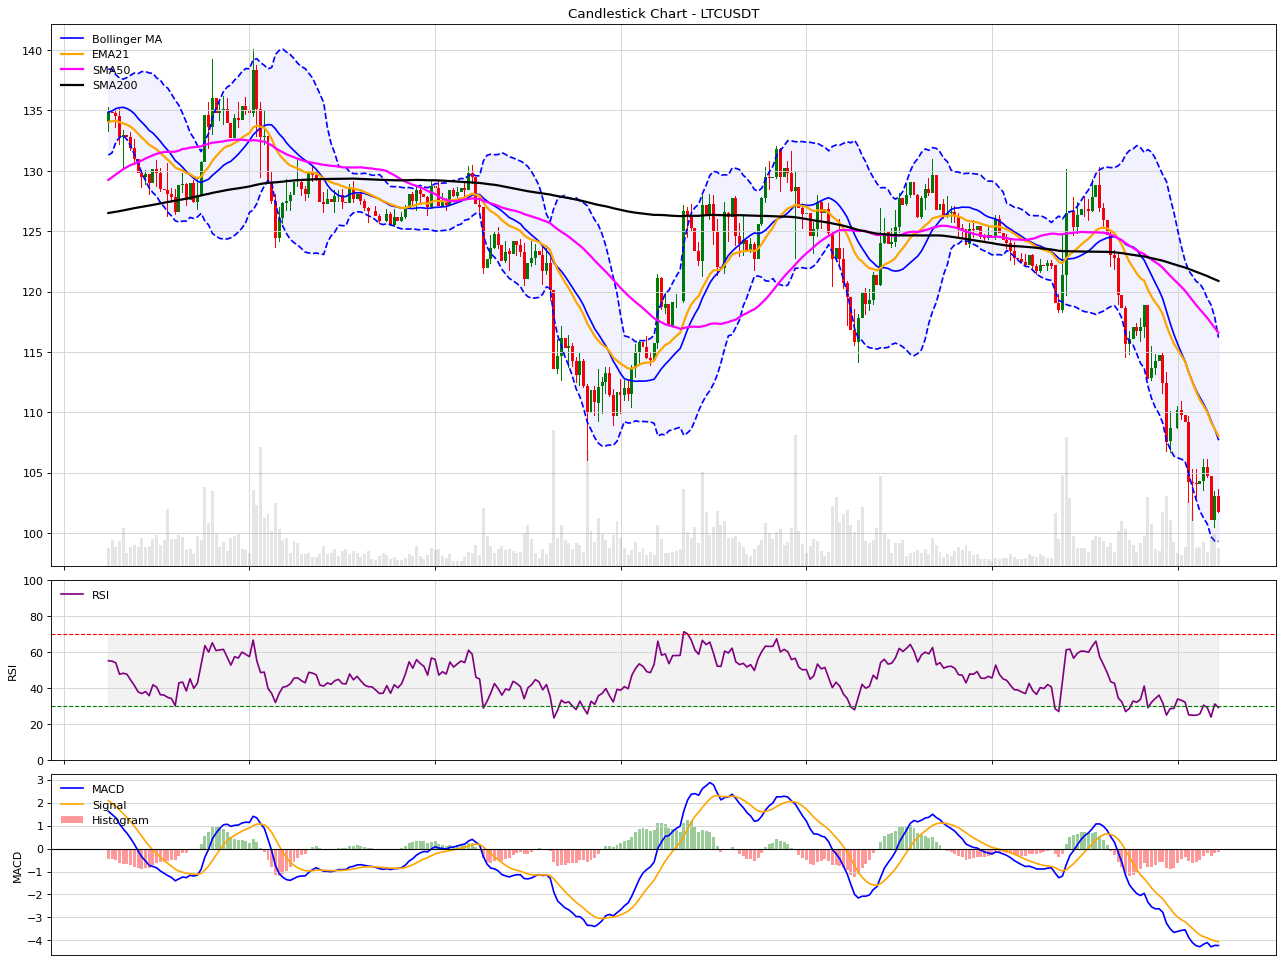 Candlestick Chart - LTCUSDT
Bollinger MA
EMA21
SMA50
SMA200
140
135
130
125
120
115
110
105
100
RSI
100
80
60
40
20
0
RSI
MACD
Signal
Histogram
3
2
1
0
−1
−2
−3
−4
MACD